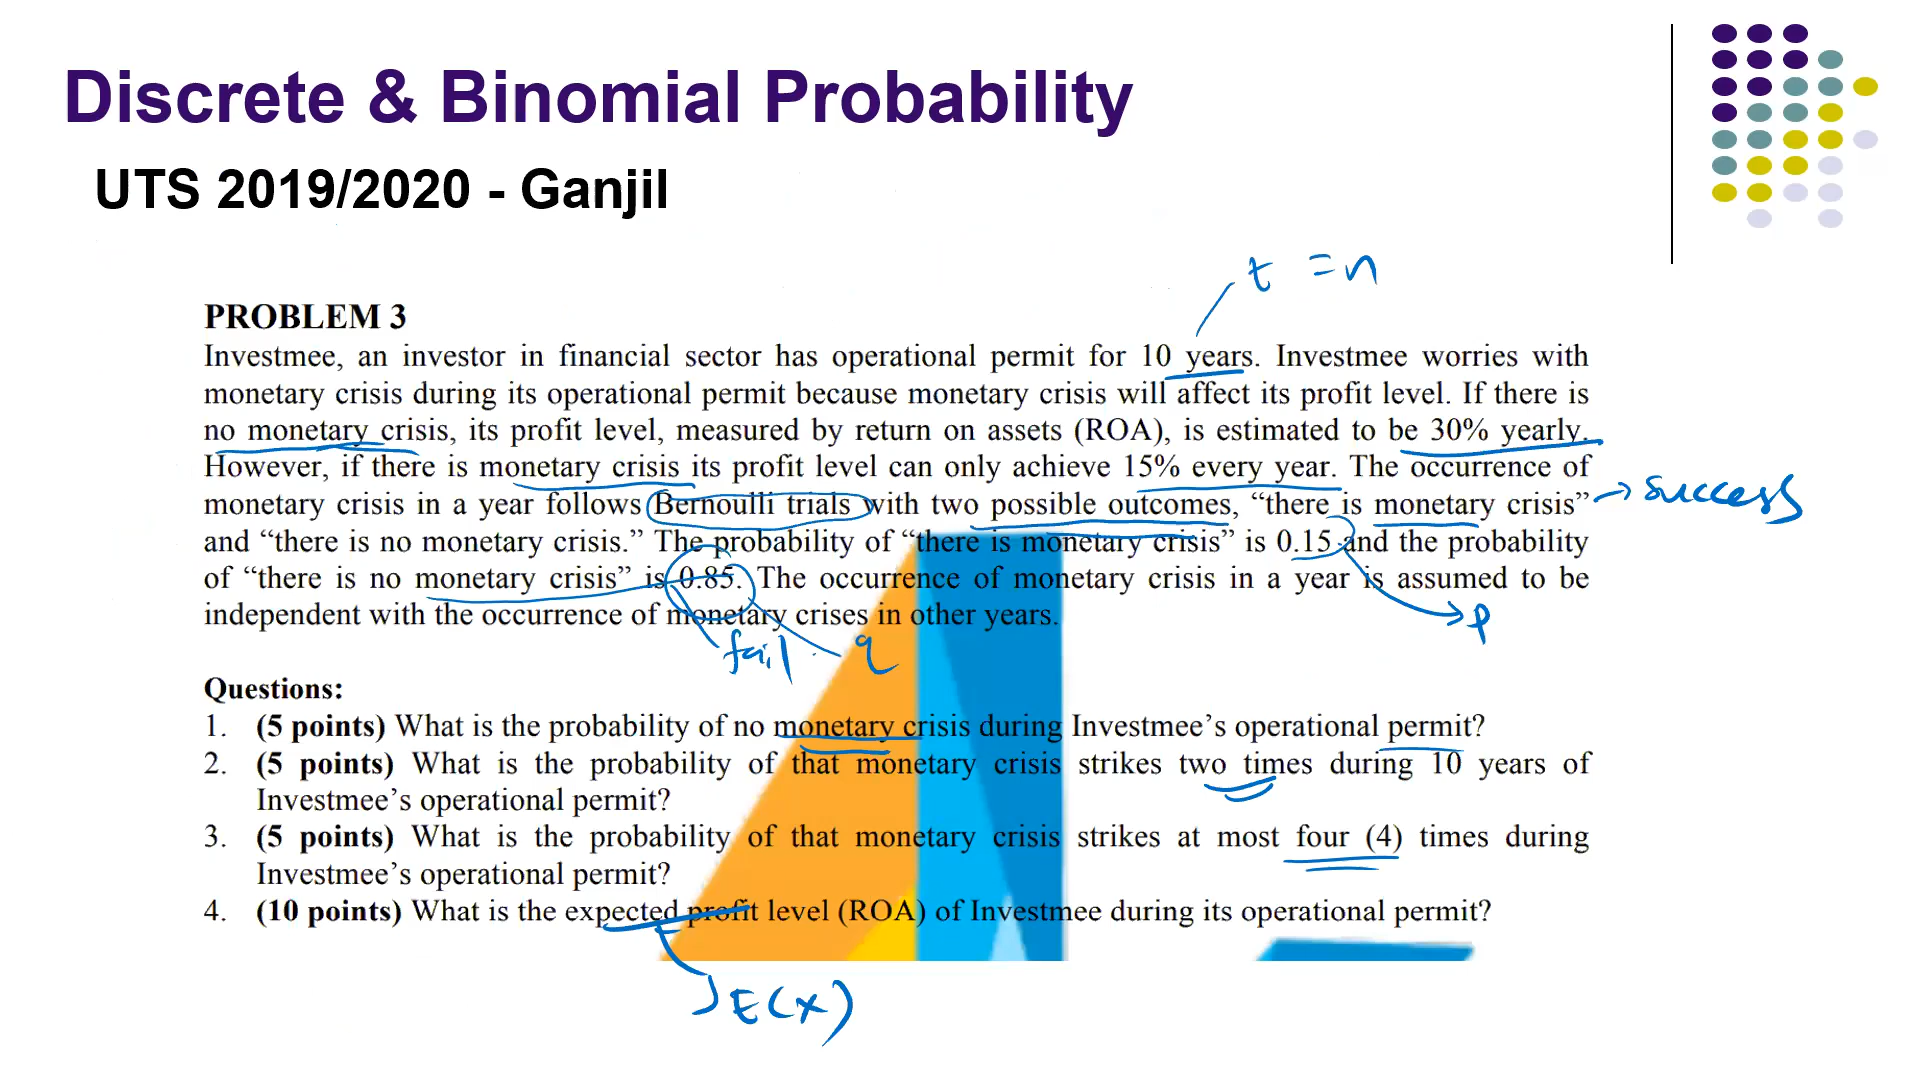 Discrete & Binomial Probability
UTS 2019/2020 - Ganjil
t = n
PROBLEM 3
Investmee, an investor in financial sector has operational permit for 10 years. Investmee worries with
monetary crisis during its operational permit because monetary crisis will affect its profit level. If there is
no monetary crisis, its profit level, measured by return on assets (ROA), is estimated to be 30% yearly.
However, if there is monetary crisis its profit level can only achieve 15% every year. The occurrence of
monetary crisis in a year follows Bernoulli trials with two possible outcomes, “there is monetary crisis”
success
and “there is no monetary crisis.” The probability of “there is monetary crisis” is 0.15 and the probability
of “there is no monetary crisis” is 0.85. The occurrence of monetary crisis in a year is assumed to be
independent with the occurrence of monetary crises in other years.
p
fail
q
Questions:
1. (5 points) What is the probability of no monetary crisis during Investmee’s operational permit?
2. (5 points) What is the probability of that monetary crisis strikes two times during 10 years of
Investmee’s operational permit?
3. (5 points) What is the probability of that monetary crisis strikes at most four (4) times during
Investmee’s operational permit?
4. (10 points) What is the expected profit level (ROA) of Investmee during its operational permit?
E(x)